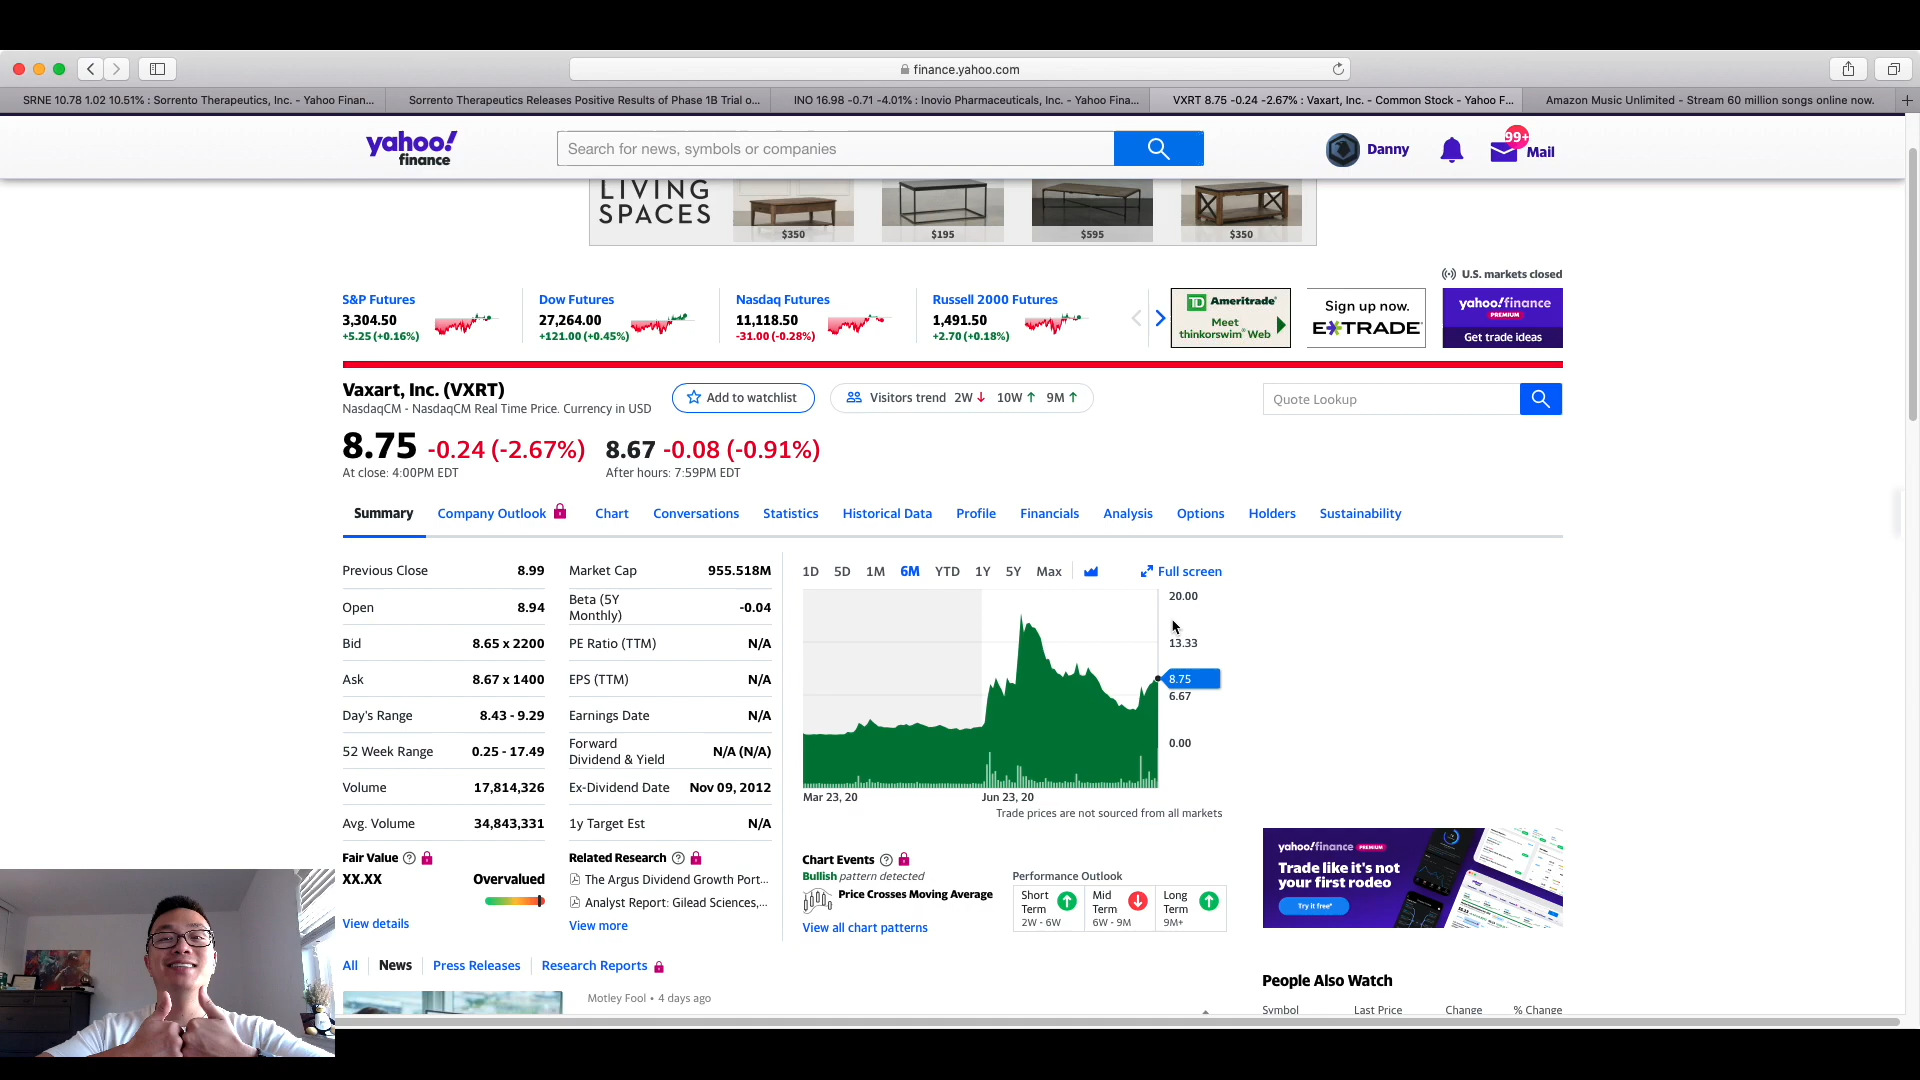 finance.yahoo.com
SRNE 10.78 1.02 10.51% : Sorrento Therapeutics, Inc. - Yahoo Finan...
Sorrento Therapeutics Releases Positive Results of Phase 1B Trial o...
INO 16.98 -0.71 -4.01% : Inovio Pharmaceuticals, Inc. - Yahoo Fina...
VXRT 8.75 -0.24 -2.67% : Vaxart, Inc. - Common Stock - Yahoo F...
Amazon Music Unlimited - Stream 60 million songs online now.
yahoo!
finance
Search for news, symbols or companies
Danny
99+
Mail
LIVING
SPACES
$350
$195
$595
$350
U.S. markets closed
S&P Futures
3,304.50
+5.25 (+0.16%)
Dow Futures
27,264.00
+121.00 (+0.45%)
Nasdaq Futures
11,118.50
-31.00 (-0.28%)
Russell 2000 Futures
1,491.50
+2.70 (+0.18%)
TD Ameritrade
Meet
thinkorswim® Web
Sign up now.
E*TRADE
yahoo!finance
PREMIUM
Get trade ideas
Vaxart, Inc. (VXRT)
NasdaqCM - NasdaqCM Real Time Price. Currency in USD
Add to watchlist
Visitors trend 2W 10W 9M
Quote Lookup
8.75 -0.24 (-2.67%)
At close: 4:00PM EDT
8.67 -0.08 (-0.91%)
After hours: 7:59PM EDT
Summary
Company Outlook
Chart
Conversations
Statistics
Historical Data
Profile
Financials
Analysis
Options
Holders
Sustainability
Previous Close 8.99
Open 8.94
Bid 8.65 x 2200
Ask 8.67 x 1400
Day's Range 8.43 - 9.29
52 Week Range 0.25 - 17.49
Volume 17,814,326
Avg. Volume 34,843,331
Market Cap 955.518M
Beta (5Y
Monthly) -0.04
PE Ratio (TTM) N/A
EPS (TTM) N/A
Earnings Date N/A
Forward
Dividend & Yield N/A (N/A)
Ex-Dividend Date Nov 09, 2012
1y Target Est N/A
1D 5D 1M 6M YTD 1Y 5Y Max
Full screen
20.00
13.33
8.75
6.67
0.00
Mar 23, 20
Jun 23, 20
Trade prices are not sourced from all markets
Fair Value
XX.XX Overvalued
View details
Related Research
The Argus Dividend Growth Port...
Analyst Report: Gilead Sciences,...
View more
Chart Events
Bullish pattern detected
Price Crosses Moving Average
View all chart patterns
Performance Outlook
Short
Term
2W - 6W
Mid
Term
6W - 9M
Long
Term
9M+
yahoo!finance PREMIUM
Trade like it's not
your first rodeo
Try it free*
All
News
Press Releases
Research Reports
Motley Fool • 4 days ago
People Also Watch
Symbol Last Price Change % Change